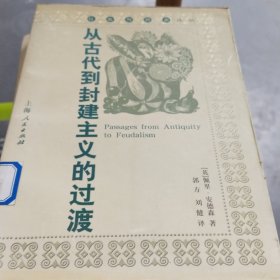 从古代到封建主义的过渡
Passages from Antiquity
to Feudalism
[英]佩里·安德森 著
郭方 刘健 译
上海人民出版社